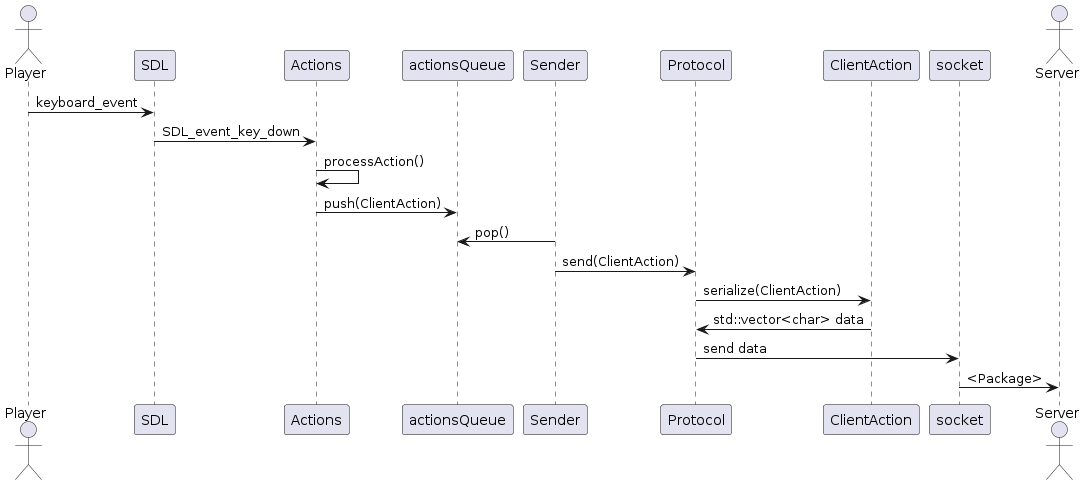 Player
SDL
Actions
actionsQueue
Sender
Protocol
ClientAction
socket
Server
keyboard_event
SDL_event_key_down
processAction()
push(ClientAction)
pop()
send(ClientAction)
serialize(ClientAction)
std::vector<char> data
send data
<Package>
Player
SDL
Actions
actionsQueue
Sender
Protocol
ClientAction
socket
Server